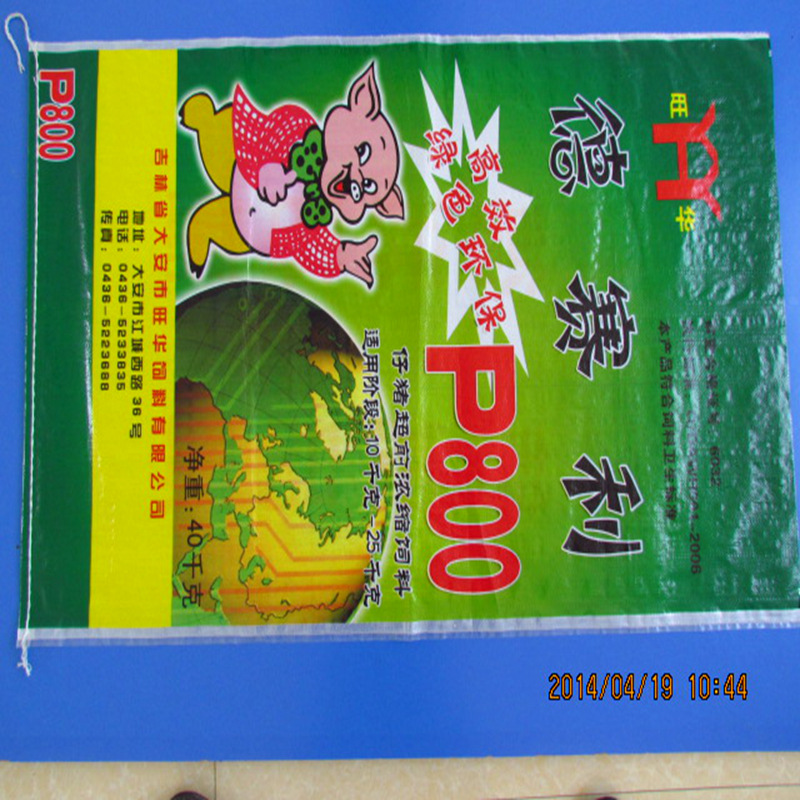 旺 华
本产品符合饲料卫生标准
德赛利
高效
绿色环保
P800
仔猪超前浓缩饲料
适用阶段：10千克-25千克
净重：40千克
吉林省大安市旺华饲料有限公司
地址：大安市江城西路36号
电话：0436-5233835
传真：0436-5223688
P800
2014/04/19 10:44